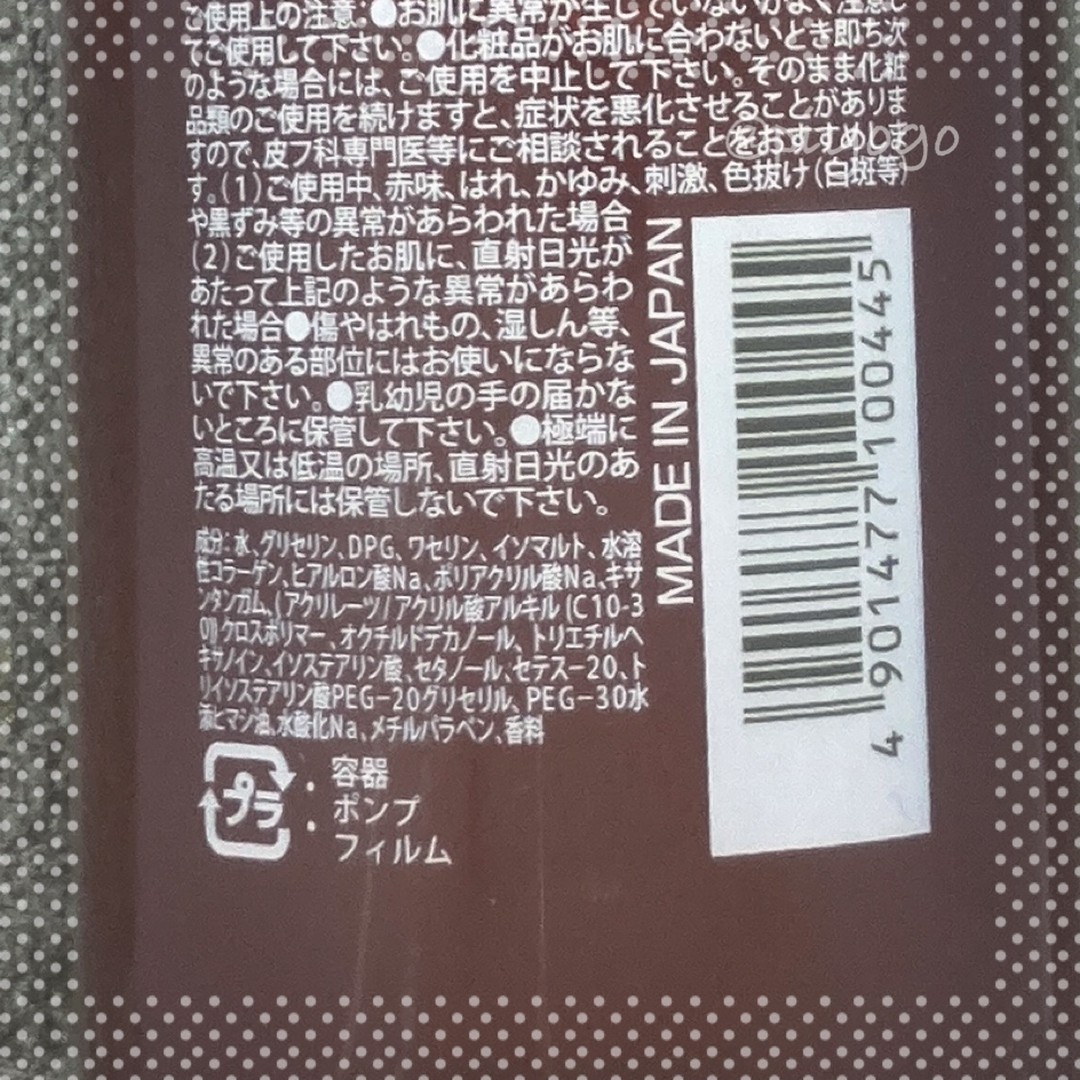 ご使用上の注意:●お肌に異常が生じていないかよく注意し
てご使用して下さい。●化粧品がお肌に合わないとき即ち次
のような場合には、ご使用を中止して下さい。そのまま化粧
品類のご使用を続けますと、症状を悪化させることがありま
すので、皮フ科専門医等にご相談されることをおすすめしま
す。(1)ご使用中、赤味、はれ、かゆみ、刺激、色抜け(白斑等)
や黒ずみ等の異常があらわれた場合
(2)ご使用したお肌に、直射日光が
あたって上記のような異常があらわ
れた場合●傷やはれもの、湿しん等、
異常のある部位にはお使いにならな
いで下さい。●乳幼児の手の届かな
いところに保管して下さい。●極端に
高温又は低温の場所、直射日光のあ
たる場所には保管しないで下さい。
成分:水、グリセリン、DPG、ワセリン、イソマルト、水溶
性コラーゲン、ヒアルロン酸Na、ポリアクリル酸Na、キサ
ンタンガム、(アクリレーツ/アクリル酸アルキル(C10-3
0))クロスポリマー、オクチルドデカノール、トリエチルヘ
キサノイン、イソステアリン酸、セタノール、セテス-20、ト
リイソステアリン酸PEG-20グリセリル、PEG-30水
添ヒマシ油、水酸化Na、メチルパラベン、香料
プラ
: 容器
ポンプ
: フィルム
MADE IN JAPAN
4 901477 100445